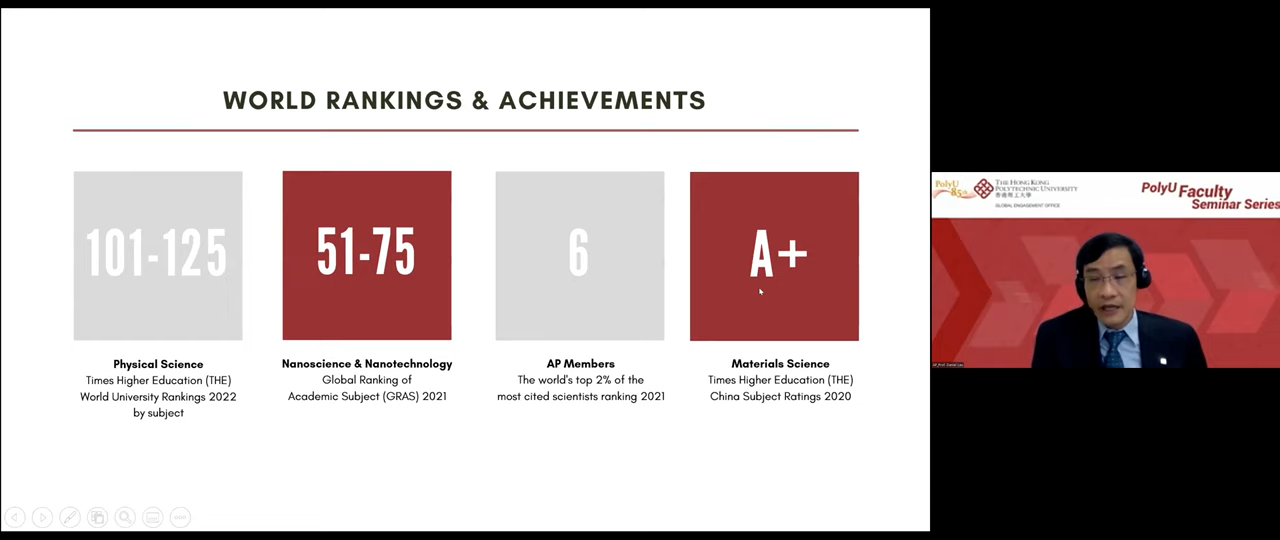 WORLD RANKINGS & ACHIEVEMENTS
101-125
51-75
6
A+
Physical Science
Times Higher Education (THE)
World University Rankings 2022
by subject
Nanoscience & Nanotechnology
Global Ranking of
Academic Subject (GRAS) 2021
AP Members
The world's top 2% of the
most cited scientists ranking 2021
Materials Science
Times Higher Education (THE)
China Subject Ratings 2020
PolyU
85th
THE HONG KONG
POLYTECHNIC UNIVERSITY
香港理工大學
GLOBAL ENGAGEMENT OFFICE
PolyU Faculty
Seminar Series